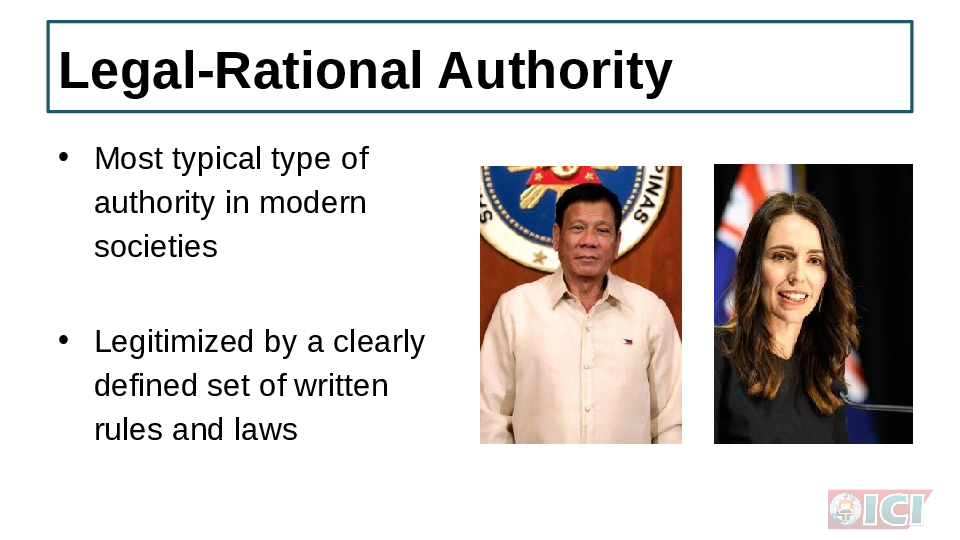 Legal-Rational Authority
• Most typical type of
authority in modern
societies
• Legitimized by a clearly
defined set of written
rules and laws
PINAS
ICI